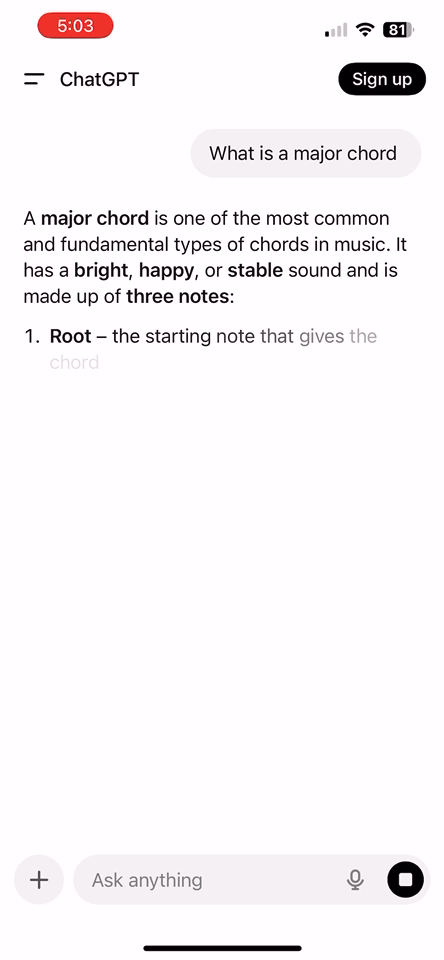 5:03
81
ChatGPT
Sign up
What is a major chord
A major chord is one of the most common
and fundamental types of chords in music. It
has a bright, happy, or stable sound and is
made up of three notes:
1. Root – the starting note that gives the
chord
Ask anything